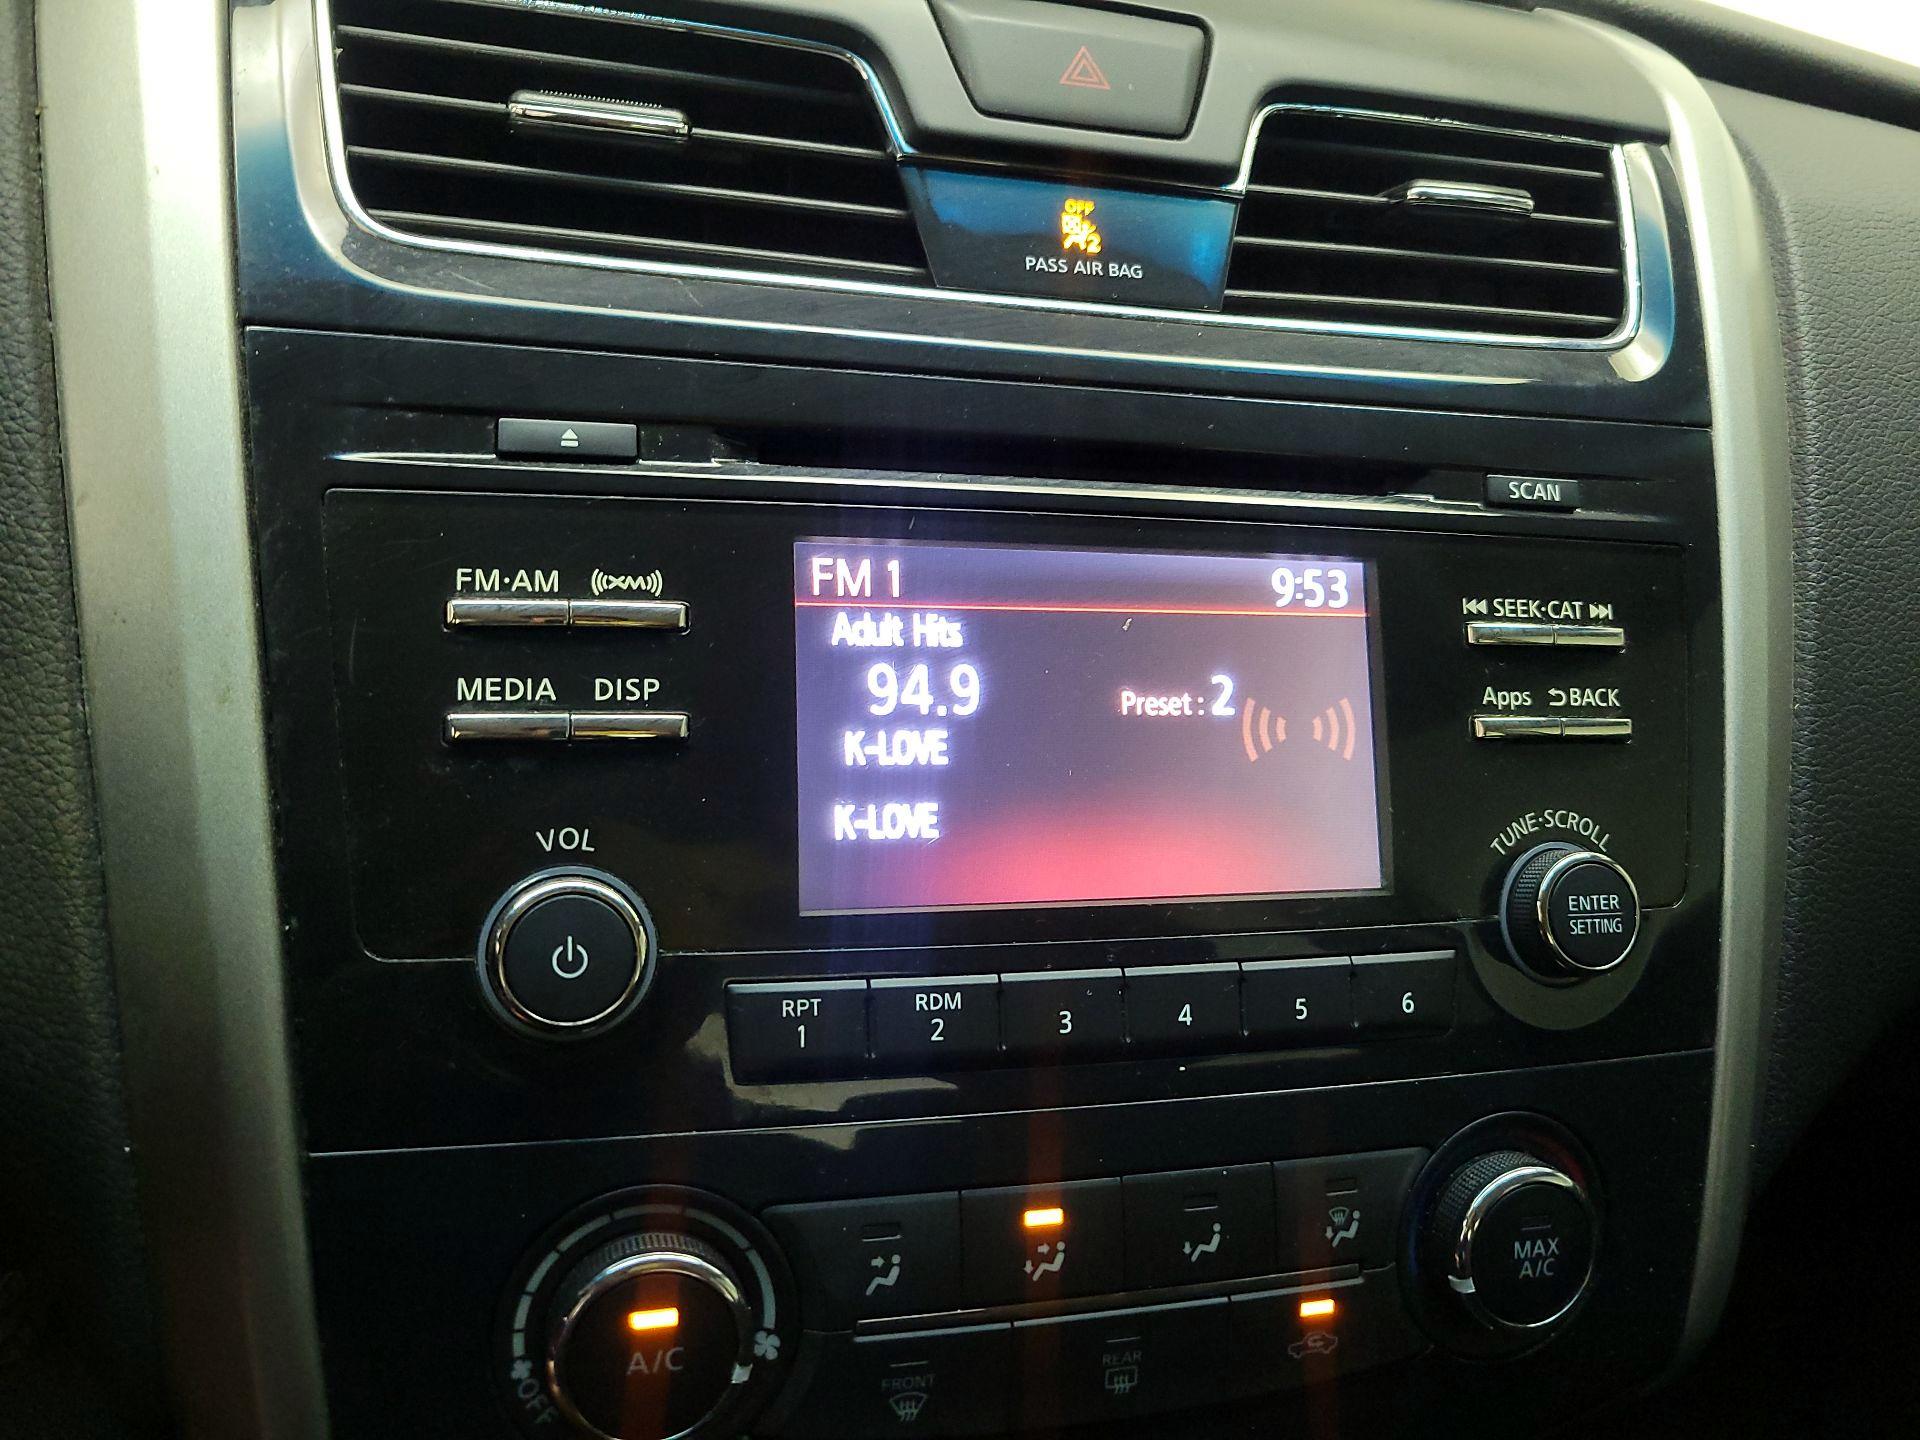 OFF
2
PASS AIR BAG
SCAN
FM·AM XM
MEDIA DISP
VOL
FM 1 9:53
Adult Hits
94.9 Preset : 2
K-LOVE
K-LOVE
SEEK·CAT
Apps BACK
TUNE·SCROLL
ENTER
SETTING
RPT
1
RDM
2
3
4
5
6
A/C
OFF
MAX
A/C
FRONT
REAR